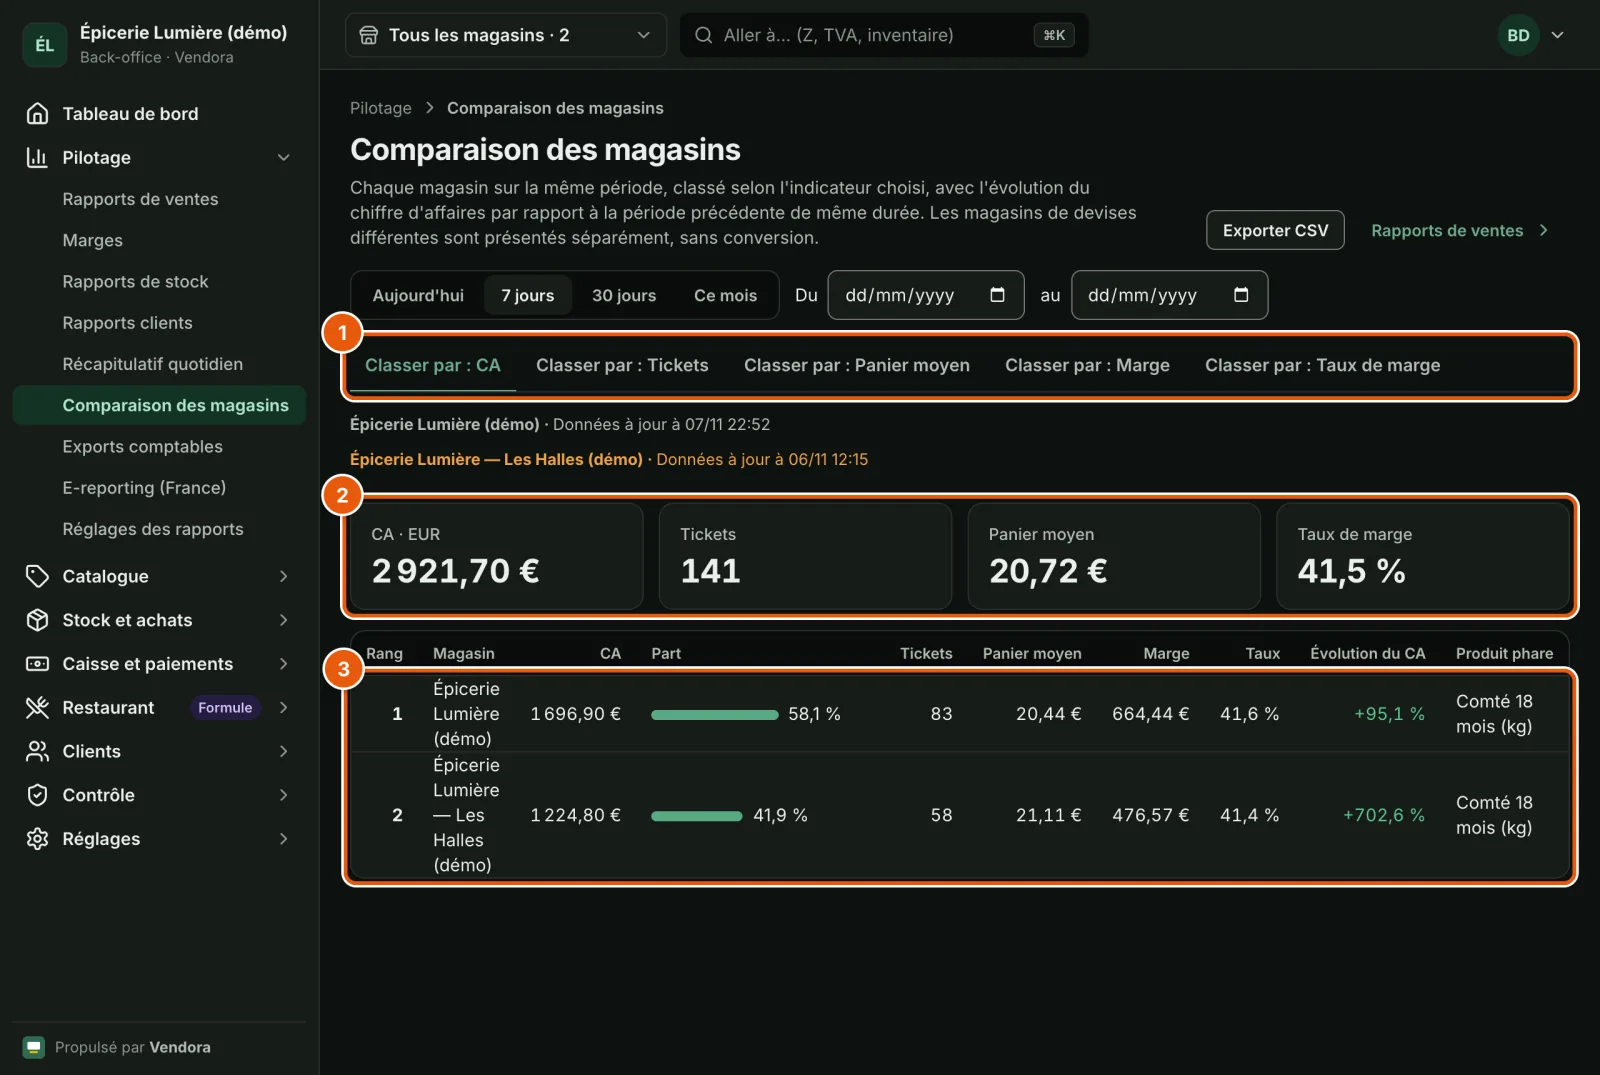 ÉL
Épicerie Lumière (démo)
Back-office · Vendora
Tous les magasins · 2
Aller à... (Z, TVA, inventaire)
⌘K
BD
Tableau de bord
Pilotage
Rapports de ventes
Marges
Rapports de stock
Rapports clients
Récapitulatif quotidien
Comparaison des magasins
Exports comptables
E-reporting (France)
Réglages des rapports
Catalogue
Stock et achats
Caisse et paiements
Restaurant Formule
Clients
Contrôle
Réglages
Propulsé par Vendora
Pilotage > Comparaison des magasins
Comparaison des magasins
Chaque magasin sur la même période, classé selon l'indicateur choisi, avec l'évolution du
chiffre d'affaires par rapport à la période précédente de même durée. Les magasins de devises
différentes sont présentés séparément, sans conversion.
Exporter CSV
Rapports de ventes
Aujourd'hui 7 jours 30 jours Ce mois Du dd/mm/yyyy au dd/mm/yyyy
1
Classer par : CA Classer par : Tickets Classer par : Panier moyen Classer par : Marge Classer par : Taux de marge
Épicerie Lumière (démo) · Données à jour à 07/11 22:52
Épicerie Lumière — Les Halles (démo) · Données à jour à 06/11 12:15
2
CA · EUR
2 921,70 €
Tickets
141
Panier moyen
20,72 €
Taux de marge
41,5 %
Rang Magasin CA Part Tickets Panier moyen Marge Taux Évolution du CA Produit phare
3
1
Épicerie
Lumière
(démo)
1 696,90 € 58,1 % 83 20,44 € 664,44 € 41,6 % +95,1 %
Comté 18
mois (kg)
2
Épicerie
Lumière
— Les
Halles
(démo)
1 224,80 € 41,9 % 58 21,11 € 476,57 € 41,4 % +702,6 %
Comté 18
mois (kg)